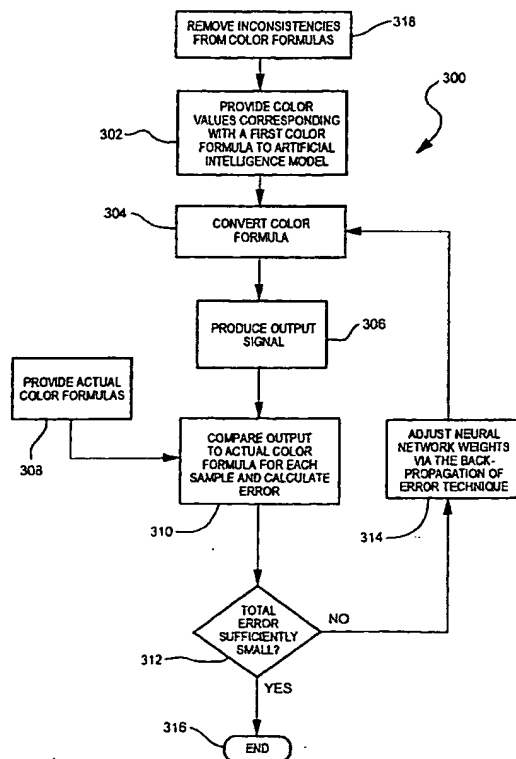 REMOVE INCONSISTENCIES
FROM COLOR FORMULAS
318
300
PROVIDE COLOR
VALUES CORRESPONDING
WITH A FIRST COLOR
FORMULA TO ARTIFICIAL
INTELLIGENCE MODEL
302
304
CONVERT COLOR
FORMULA
PRODUCE OUTPUT
SIGNAL
306
PROVIDE ACTUAL
COLOR FORMULAS
308
COMPARE OUTPUT
TO ACTUAL COLOR
FORMULA FOR EACH
SAMPLE AND CALCULATE
ERROR
310
ADJUST NEURAL
NETWORK WEIGHTS
VIA THE BACK-
PROPAGATION OF
ERROR TECHNIQUE
314
TOTAL
ERROR
SUFFICIENTLY
SMALL?
312
NO
YES
316
END